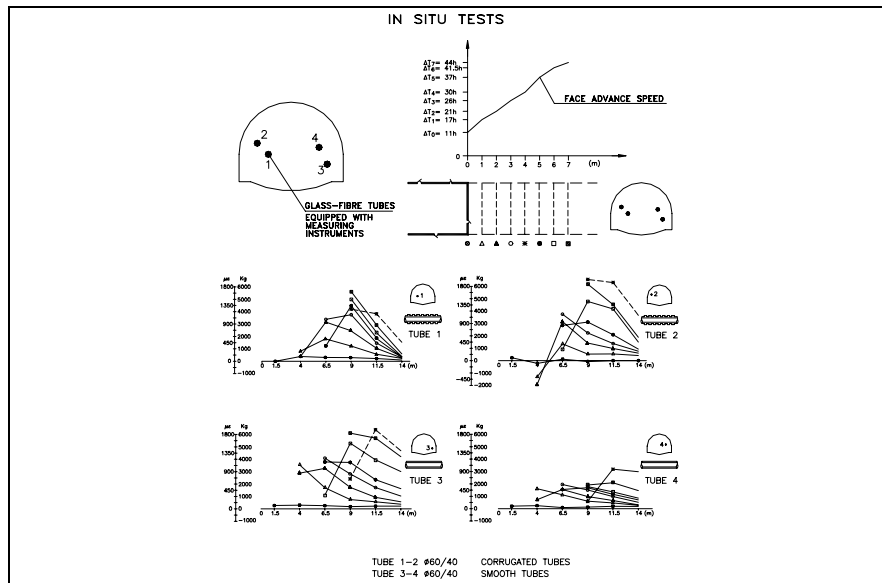 IN SITU TESTS
ΔT7= 44h
ΔT6= 41.5h
ΔT5= 37h
ΔT4= 30h
ΔT3= 26h
ΔT2= 21h
ΔT1= 17h
ΔT0= 11h
0
0 1 2 3 4 5 6 7 (m)
FACE ADVANCE SPEED
2
4
1
3
GLASS-FIBRE TUBES
EQUIPPED WITH
MEASURING
INSTRUMENTS
µε Kg
1800 6000
5000
1350 4000
900 3000
2000
450 1000
0 0
-1000
0 1.5 4 6.5 9 11.5 14 (m)
1
TUBE 1
µε Kg
1800 6000
5000
1350 4000
900 3000
2000
450 1000
0 0
-1000
-450 -2000
0 1.5 4 6.5 9 11.5 14 (m)
2
TUBE 2
µε Kg
1800 6000
5000
1350 4000
900 3000
2000
450 1000
0 0
-1000
0 1.5 4 6.5 9 11.5 14 (m)
3
TUBE 3
µε Kg
1800 6000
5000
1350 4000
900 3000
2000
450 1000
0 0
-1000
0 1.5 4 6.5 9 11.5 14 (m)
4
TUBE 4
TUBE 1-2 ø60/40 CORRUGATED TUBES
TUBE 3-4 ø60/40 SMOOTH TUBES